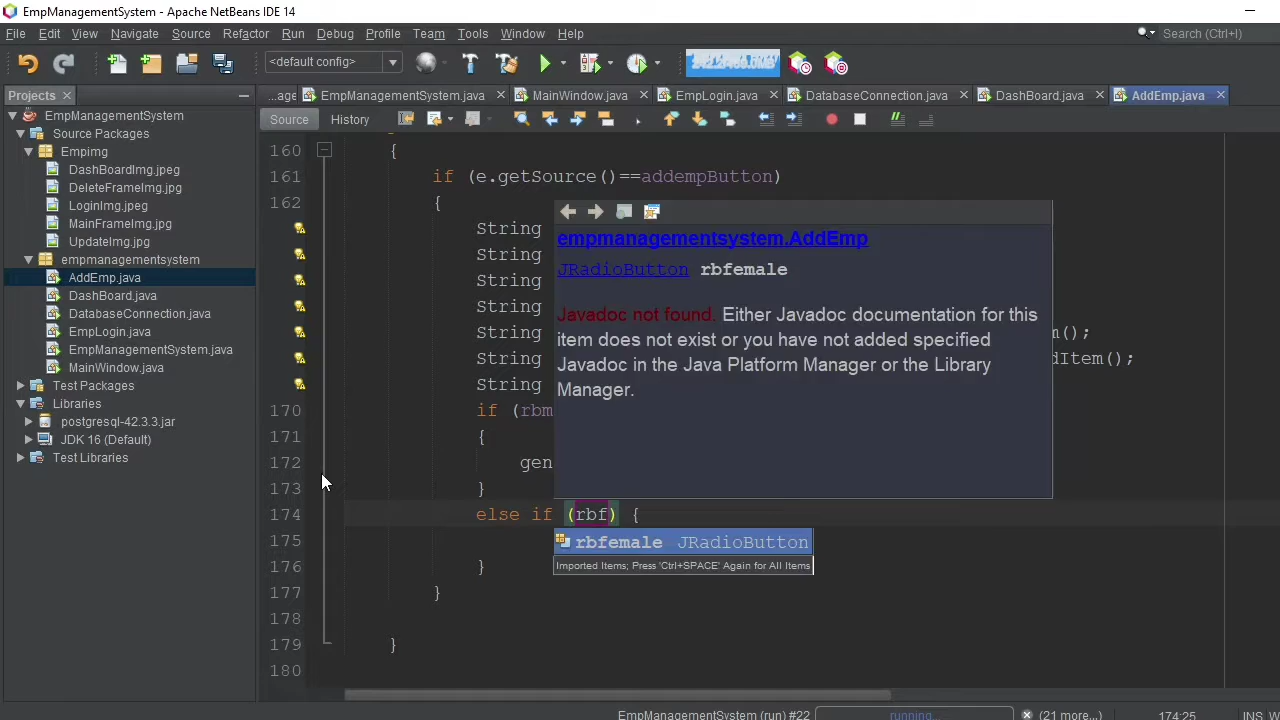 EmpManagementSystem - Apache NetBeans IDE 14
File Edit View Navigate Source Refactor Run Debug Profile Team Tools Window Help
Search (Ctrl+I)
<default config>
Projects
...age EmpManagementSystem.java MainWindow.java EmpLogin.java DatabaseConnection.java DashBoard.java AddEmp.java
Source History
EmpManagementSystem
Source Packages
Empimg
DashBoardImg.jpeg
DeleteFrameImg.jpg
LoginImg.jpeg
MainFrameImg.jpg
UpdateImg.jpg
empmanagementsystem
AddEmp.java
DashBoard.java
DatabaseConnection.java
EmpLogin.java
EmpManagementSystem.java
MainWindow.java
Test Packages
Libraries
postgresql-42.3.3.jar
JDK 16 (Default)
Test Libraries
160 {
161 if (e.getSource()==addempButton)
162 {
String
String
String
String
String m();
String dItem();
String
170 if (rbm
171 {
172 gen
173 }
174 else if (rbf) {
175
176 }
177 }
178
179 }
180
empmanagementsystem.AddEmp
JRadioButton rbfemale
Javadoc not found. Either Javadoc documentation for this
item does not exist or you have not added specified
Javadoc in the Java Platform Manager or the Library
Manager.
rbfemale JRadioButton
Imported Items; Press 'Ctrl+SPACE' Again for All Items
EmpManagementSystem (run) #22 running... (21 more...) 174:25 INS